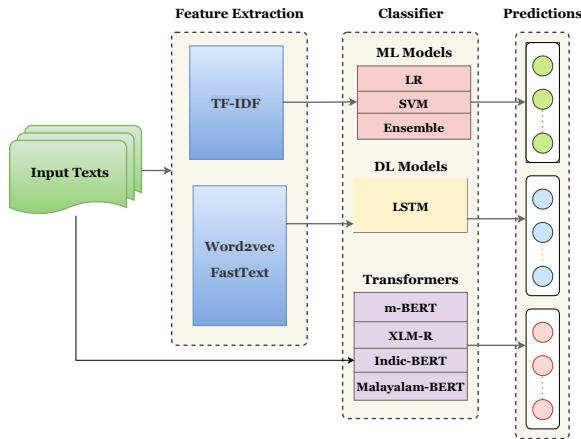 Feature Extraction
Classifier
Predictions
Input Texts
TF-IDF
Word2vec
FastText
ML Models
LR
SVM
Ensemble
DL Models
LSTM
Transformers
m-BERT
XLM-R
Indic-BERT
Malayalam-BERT